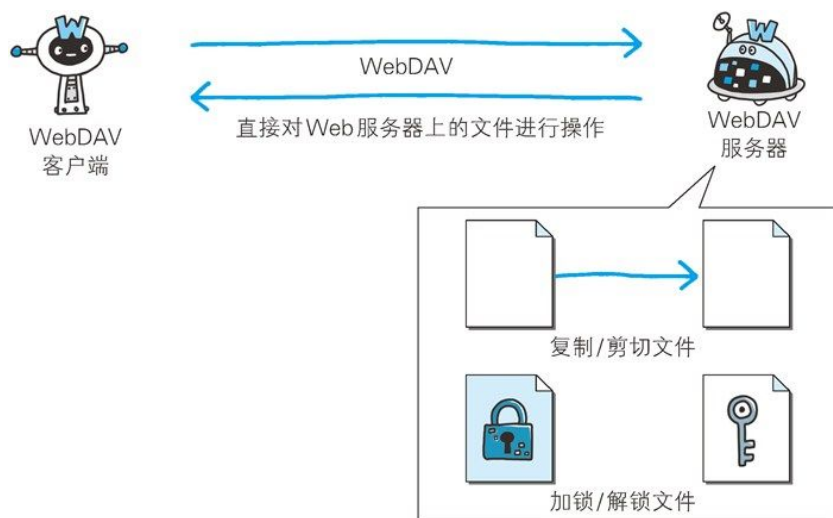 W
W
WebDAV
WebDAV
客户端
直接对Web服务器上的文件进行操作
WebDAV
服务器
复制/剪切文件
加锁/解锁文件